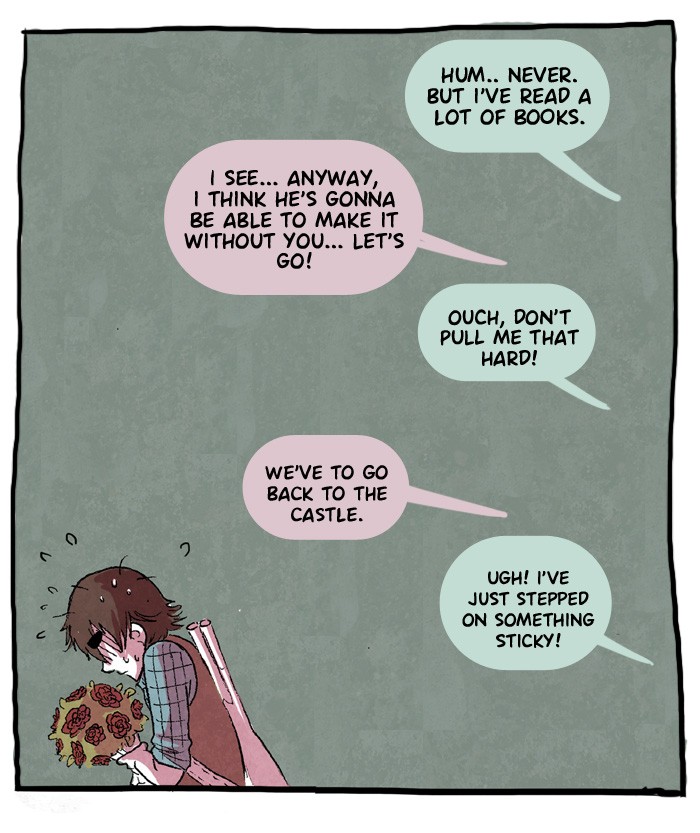 HUM.. NEVER.
BUT I'VE READ A
LOT OF BOOKS.
I SEE... ANYWAY,
I THINK HE'S GONNA
BE ABLE TO MAKE IT
WITHOUT YOU... LET'S
GO!
OUCH, DON'T
PULL ME THAT
HARD!
WE'VE TO GO
BACK TO THE
CASTLE.
UGH! I'VE
JUST STEPPED
ON SOMETHING
STICKY!